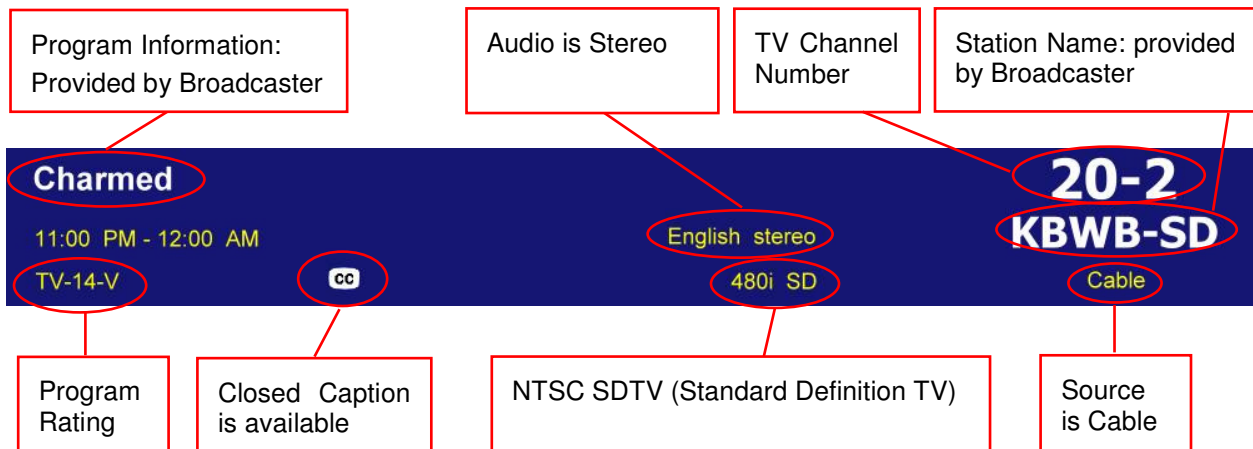 Program Information:
Provided by Broadcaster
Audio is Stereo
TV Channel
Number
Station Name: provided
by Broadcaster
Charmed
20-2
11:00 PM - 12:00 AM
English stereo
KBWB-SD
TV-14-V
CC
480i SD
Cable
Program
Rating
Closed Caption
is available
NTSC SDTV (Standard Definition TV)
Source
is Cable